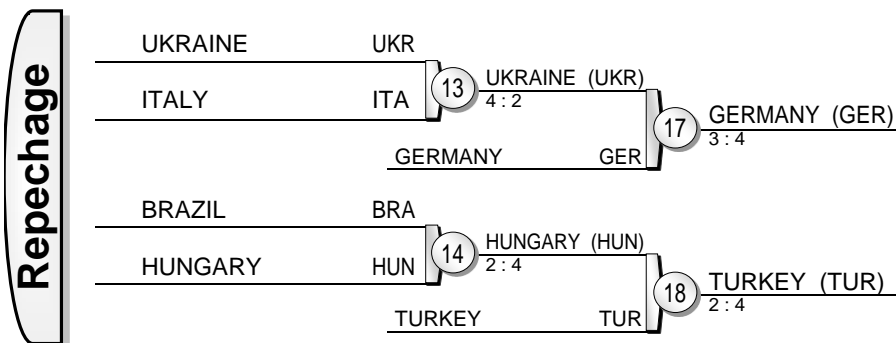 Repechage
UKRAINE UKR
ITALY ITA
13
UKRAINE (UKR)
4 : 2
GERMANY GER
17
GERMANY (GER)
3 : 4
BRAZIL BRA
HUNGARY HUN
14
HUNGARY (HUN)
2 : 4
TURKEY TUR
18
TURKEY (TUR)
2 : 4